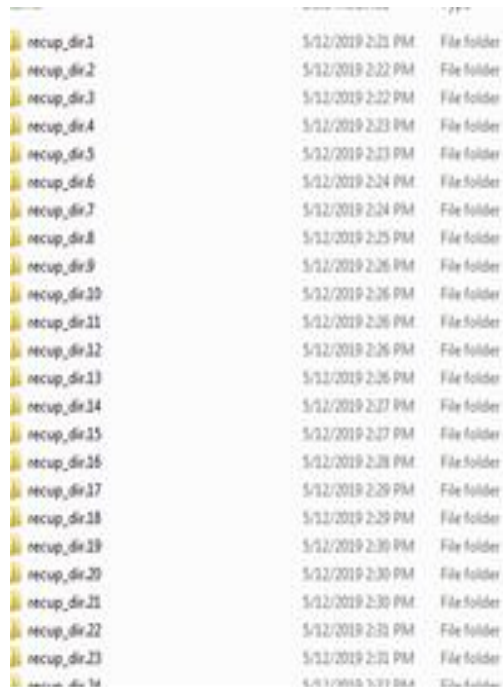 recup_dir.1 5/12/2019 2:21 PM File folder
recup_dir.2 5/12/2019 2:22 PM File folder
recup_dir.3 5/12/2019 2:22 PM File folder
recup_dir.4 5/12/2019 2:23 PM File folder
recup_dir.5 5/12/2019 2:23 PM File folder
recup_dir.6 5/12/2019 2:24 PM File folder
recup_dir.7 5/12/2019 2:24 PM File folder
recup_dir.8 5/12/2019 2:25 PM File folder
recup_dir.9 5/12/2019 2:26 PM File folder
recup_dir.10 5/12/2019 2:26 PM File folder
recup_dir.11 5/12/2019 2:26 PM File folder
recup_dir.12 5/12/2019 2:26 PM File folder
recup_dir.13 5/12/2019 2:26 PM File folder
recup_dir.14 5/12/2019 2:27 PM File folder
recup_dir.15 5/12/2019 2:27 PM File folder
recup_dir.16 5/12/2019 2:28 PM File folder
recup_dir.17 5/12/2019 2:29 PM File folder
recup_dir.18 5/12/2019 2:29 PM File folder
recup_dir.19 5/12/2019 2:30 PM File folder
recup_dir.20 5/12/2019 2:30 PM File folder
recup_dir.21 5/12/2019 2:30 PM File folder
recup_dir.22 5/12/2019 2:31 PM File folder
recup_dir.23 5/12/2019 2:31 PM File folder